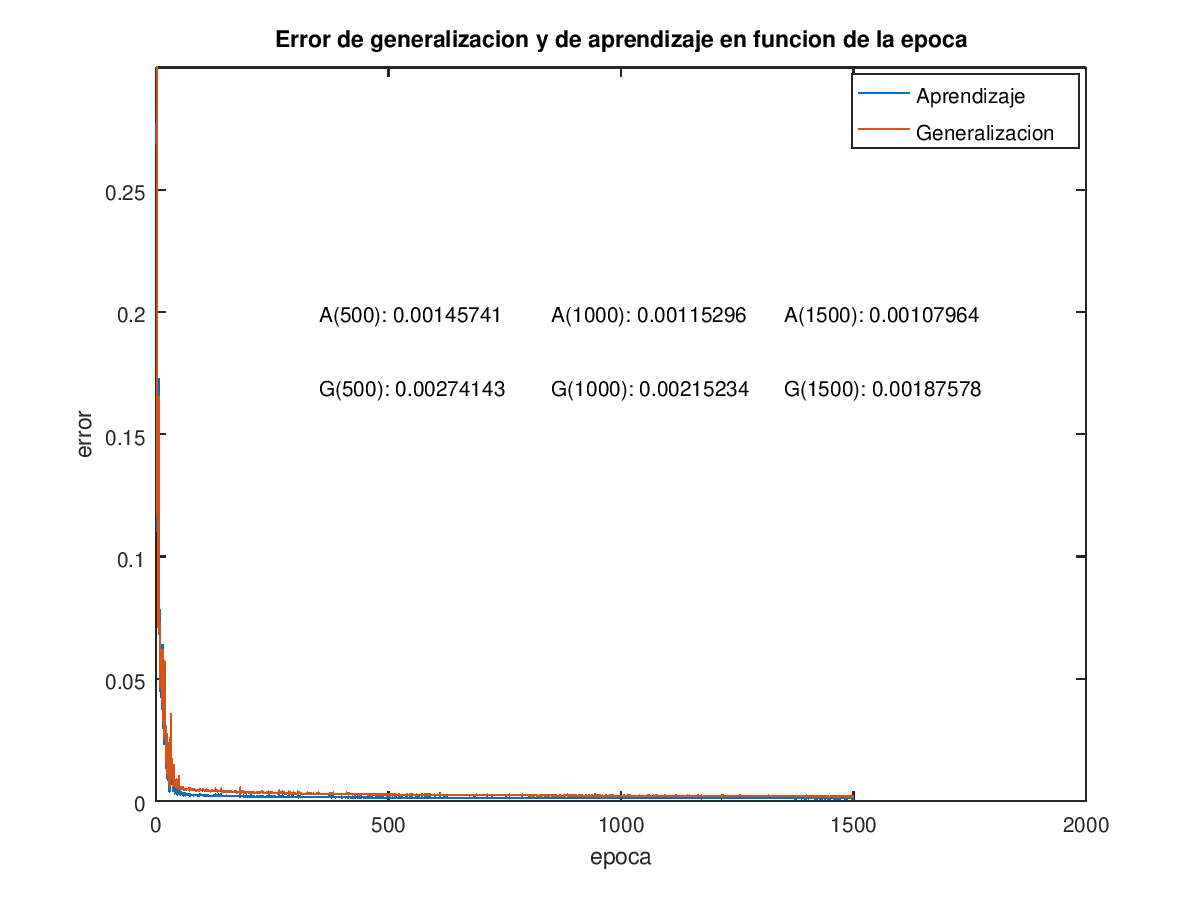 Error de generalizacion y de aprendizaje en funcion de la epoca
Aprendizaje
Generalizacion
0.25
0.2
0.15
0.1
0.05
0
A(500): 0.00145741
A(1000): 0.00115296
A(1500): 0.00107964
G(500): 0.00274143
G(1000): 0.00215234
G(1500): 0.00187578
error
0
500
1000
1500
2000
epoca